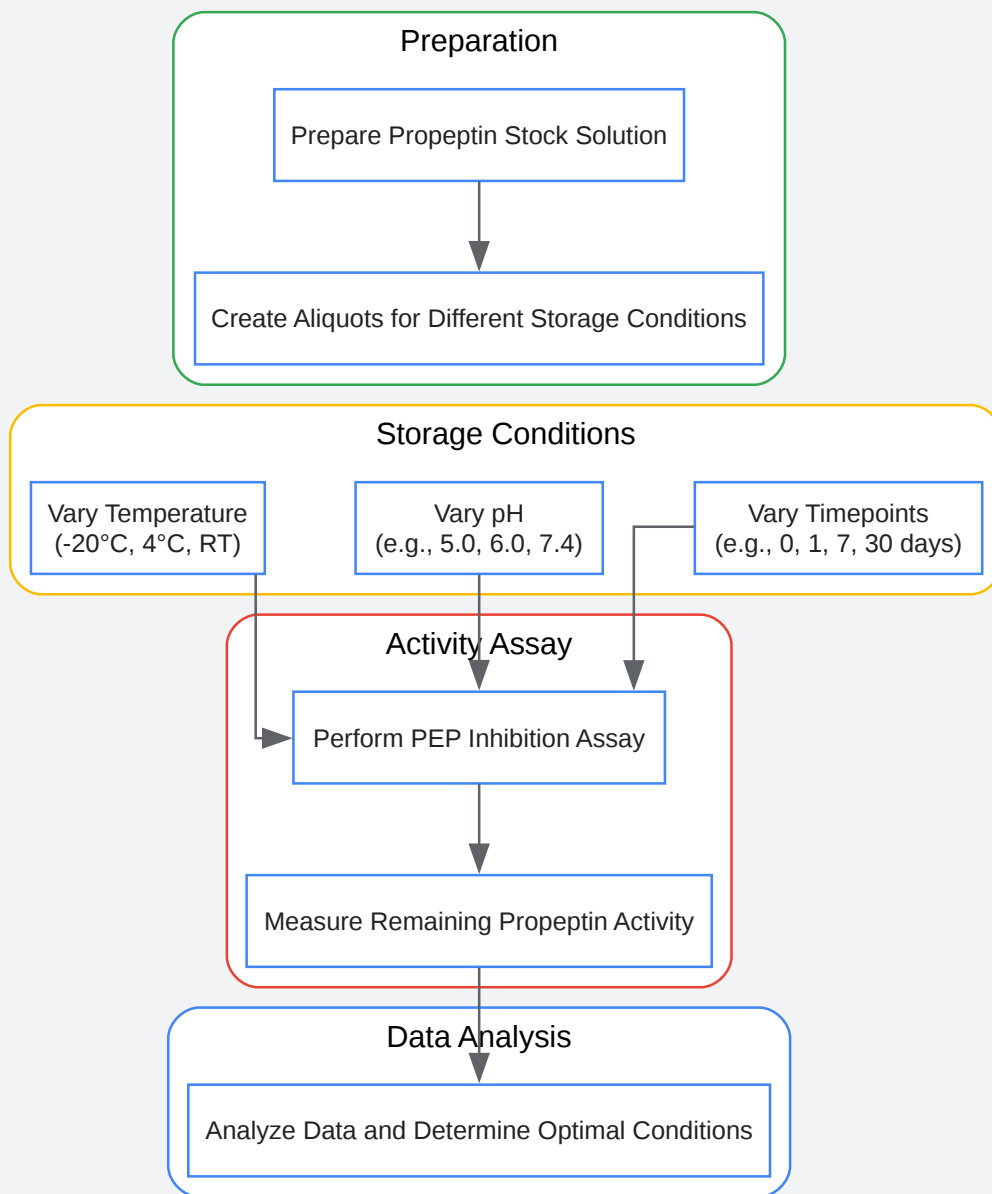 Preparation
Prepare Propeptin Stock Solution
Create Aliquots for Different Storage Conditions
Storage Conditions
Vary Temperature
(-20°C, 4°C, RT)
Vary pH
(e.g., 5.0, 6.0, 7.4)
Vary Timepoints
(e.g., 0, 1, 7, 30 days)
Activity Assay
Perform PEP Inhibition Assay
Measure Remaining Propeptin Activity
Data Analysis
Analyze Data and Determine Optimal Conditions